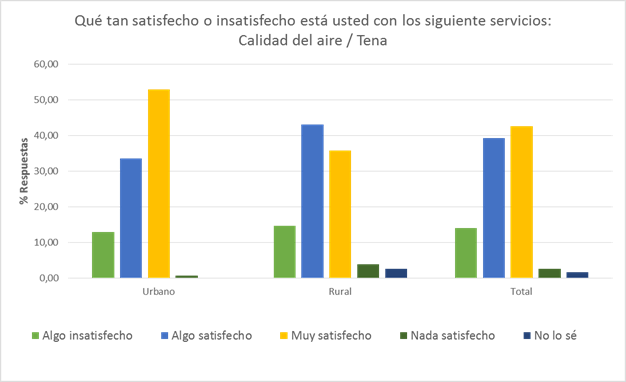 Qué tan satisfecho o insatisfecho está usted con los siguiente servicios:
Calidad del aire / Tena
% Respuestas
60,00
50,00
40,00
30,00
20,00
10,00
0,00
Urbano
Rural
Total
Algo insatisfecho
Algo satisfecho
Muy satisfecho
Nada satisfecho
No lo sé